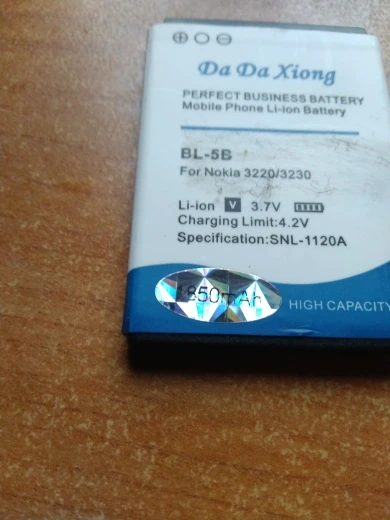 Da Da Xiong
PERFECT BUSINESS BATTERY
Mobile Phone Li-ion Battery
BL-5B
For Nokia 3220/3230
Li-ion V 3.7V
Charging Limit:4.2V
Specification:SNL-1120A
HIGH CAPACITY